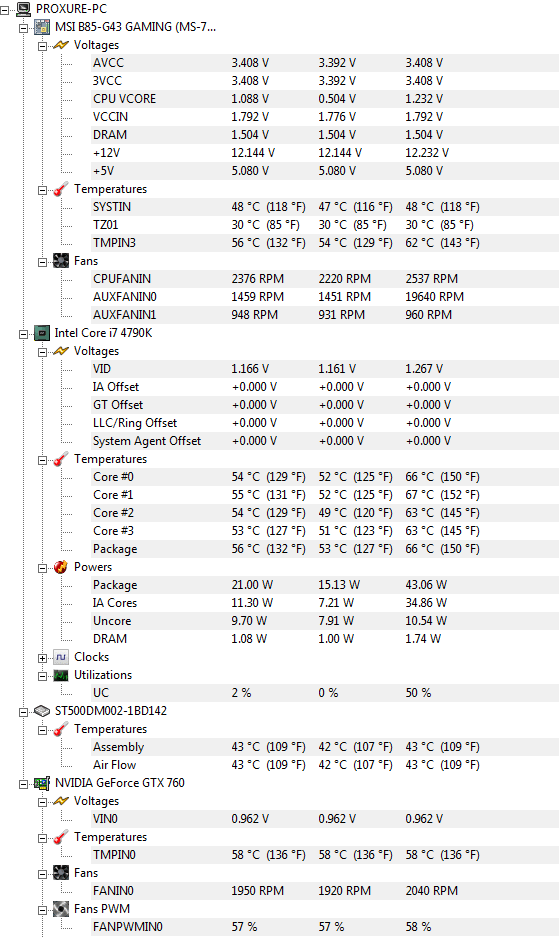 PROXURE-PC
MSI B85-G43 GAMING (MS-7...
Voltages
AVCC 3.408 V 3.392 V 3.408 V
3VCC 3.408 V 3.392 V 3.408 V
CPU VCORE 1.088 V 0.504 V 1.232 V
VCCIN 1.792 V 1.776 V 1.792 V
DRAM 1.504 V 1.504 V 1.504 V
+12V 12.144 V 12.144 V 12.232 V
+5V 5.080 V 5.080 V 5.080 V
Temperatures
SYSTIN 48 °C (118 °F) 47 °C (116 °F) 48 °C (118 °F)
TZ01 30 °C (85 °F) 30 °C (85 °F) 30 °C (85 °F)
TMPIN3 56 °C (132 °F) 54 °C (129 °F) 62 °C (143 °F)
Fans
CPUFANIN 2376 RPM 2220 RPM 2537 RPM
AUXFANIN0 1459 RPM 1451 RPM 19640 RPM
AUXFANIN1 948 RPM 931 RPM 960 RPM
Intel Core i7 4790K
Voltages
VID 1.166 V 1.161 V 1.267 V
IA Offset +0.000 V +0.000 V +0.000 V
GT Offset +0.000 V +0.000 V +0.000 V
LLC/Ring Offset +0.000 V +0.000 V +0.000 V
System Agent Offset +0.000 V +0.000 V +0.000 V
Temperatures
Core #0 54 °C (129 °F) 52 °C (125 °F) 66 °C (150 °F)
Core #1 55 °C (131 °F) 52 °C (125 °F) 67 °C (152 °F)
Core #2 54 °C (129 °F) 49 °C (120 °F) 63 °C (145 °F)
Core #3 53 °C (127 °F) 51 °C (123 °F) 63 °C (145 °F)
Package 56 °C (132 °F) 53 °C (127 °F) 66 °C (150 °F)
Powers
Package 21.00 W 15.13 W 43.06 W
IA Cores 11.30 W 7.21 W 34.86 W
Uncore 9.70 W 7.91 W 10.54 W
DRAM 1.08 W 1.00 W 1.74 W
Clocks
Utilizations
UC 2 % 0 % 50 %
ST500DM002-1BD142
Temperatures
Assembly 43 °C (109 °F) 42 °C (107 °F) 43 °C (109 °F)
Air Flow 43 °C (109 °F) 42 °C (107 °F) 43 °C (109 °F)
NVIDIA GeForce GTX 760
Voltages
VIN0 0.962 V 0.962 V 0.962 V
Temperatures
TMPIN0 58 °C (136 °F) 58 °C (136 °F) 58 °C (136 °F)
Fans
FANIN0 1950 RPM 1920 RPM 2040 RPM
Fans PWM
FANPWMIN0 57 % 57 % 58 %